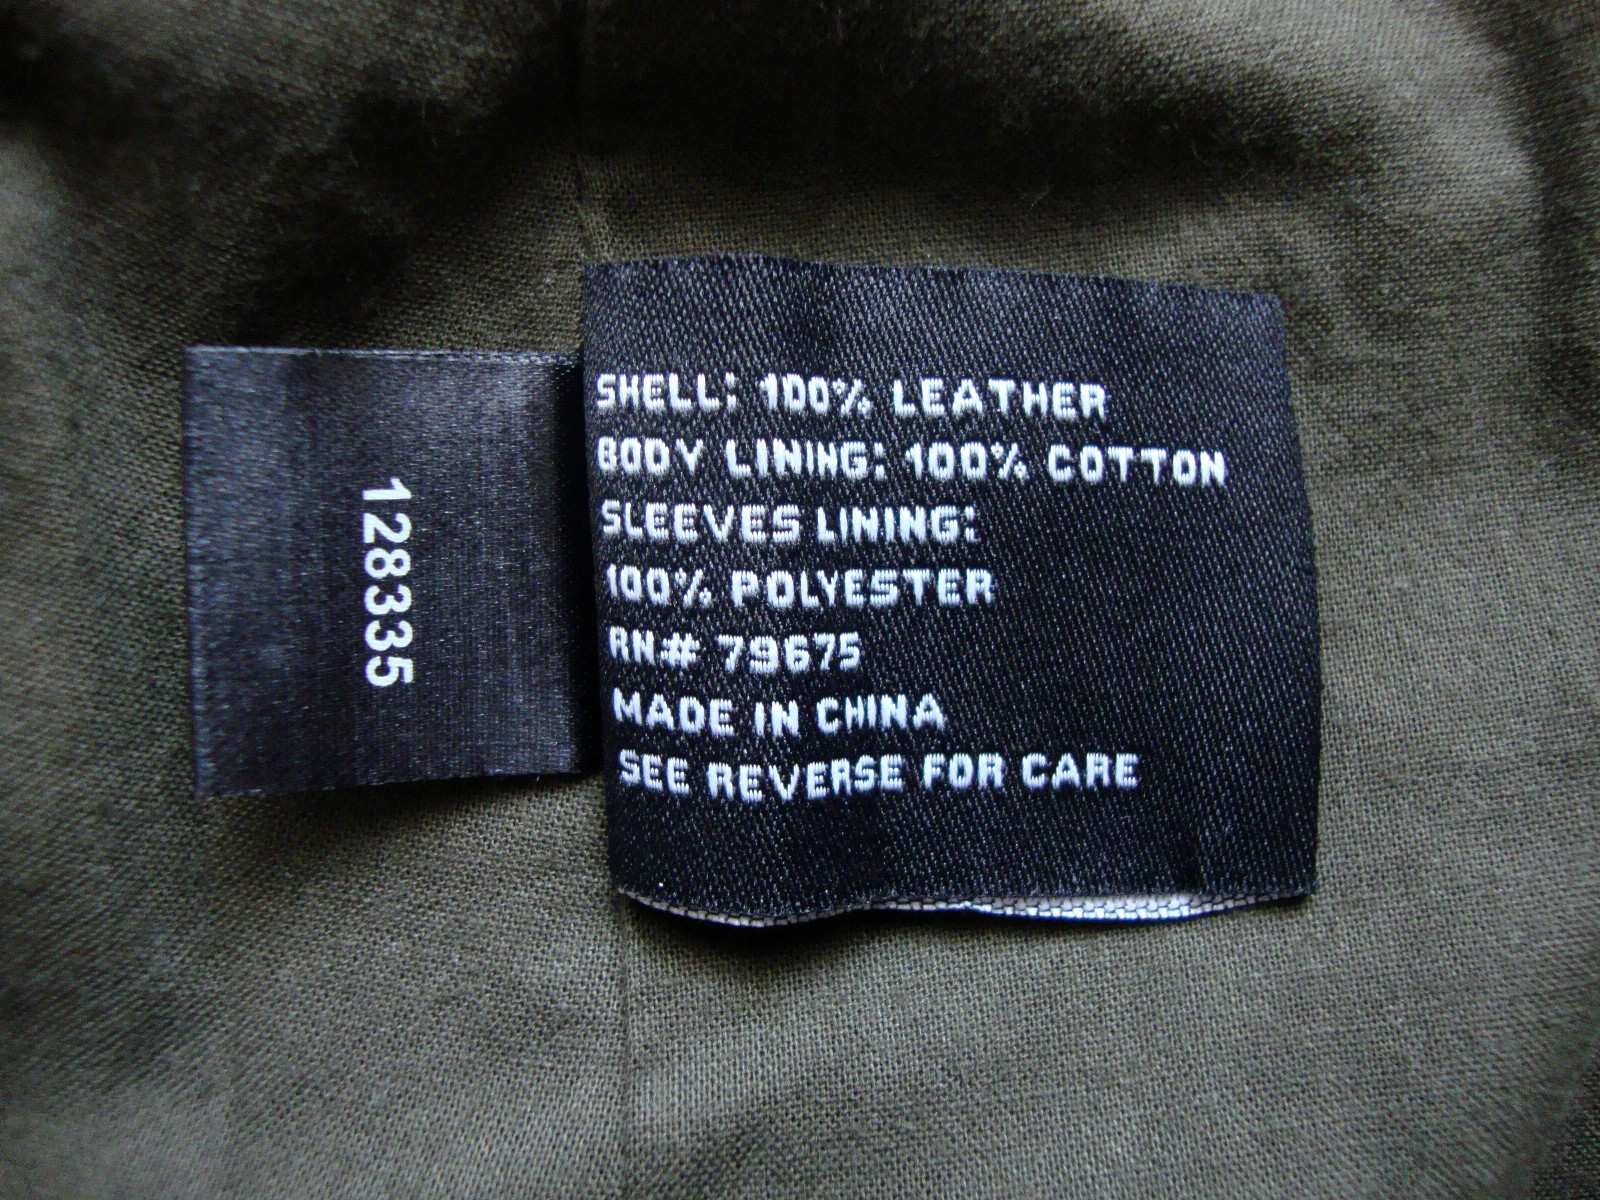 128335
SHELL: 100% LEATHER
BODY LINING: 100% COTTON
SLEEVES LINING:
100% POLYESTER
RN# 79675
MADE IN CHINA
SEE REVERSE FOR CARE